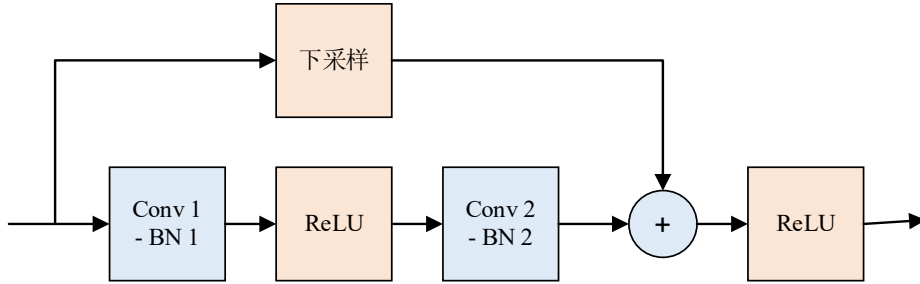 下采样
Conv 1
- BN 1
ReLU
Conv 2
- BN 2
+
ReLU